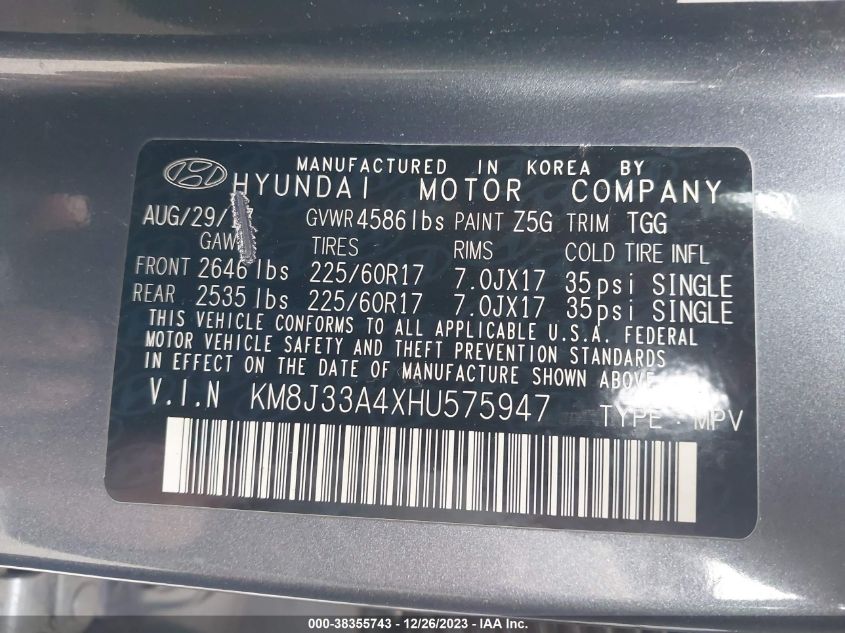 MANUFACTURED IN KOREA BY
HYUNDAI MOTOR COMPANY
AUG/29/ GVWR 4586 lbs PAINT Z5G TRIM TGG
TIRES RIMS COLD TIRE INFL
FRONT 2646 lbs 225/60R17 7.0JX17 35psi SINGLE
REAR 2535 lbs 225/60R17 7.0JX17 35psi SINGLE
THIS VEHICLE CONFORMS TO ALL APPLICABLE U.S.A. FEDERAL
MOTOR VEHICLE SAFETY AND THEFT PREVENTION STANDARDS
IN EFFECT ON THE DATE OF MANUFACTURE SHOWN ABOVE.
V.I.N KM8J33A4XHU575947 TYPE : MPV
000-38355743 - 12/26/2023 - IAA Inc.